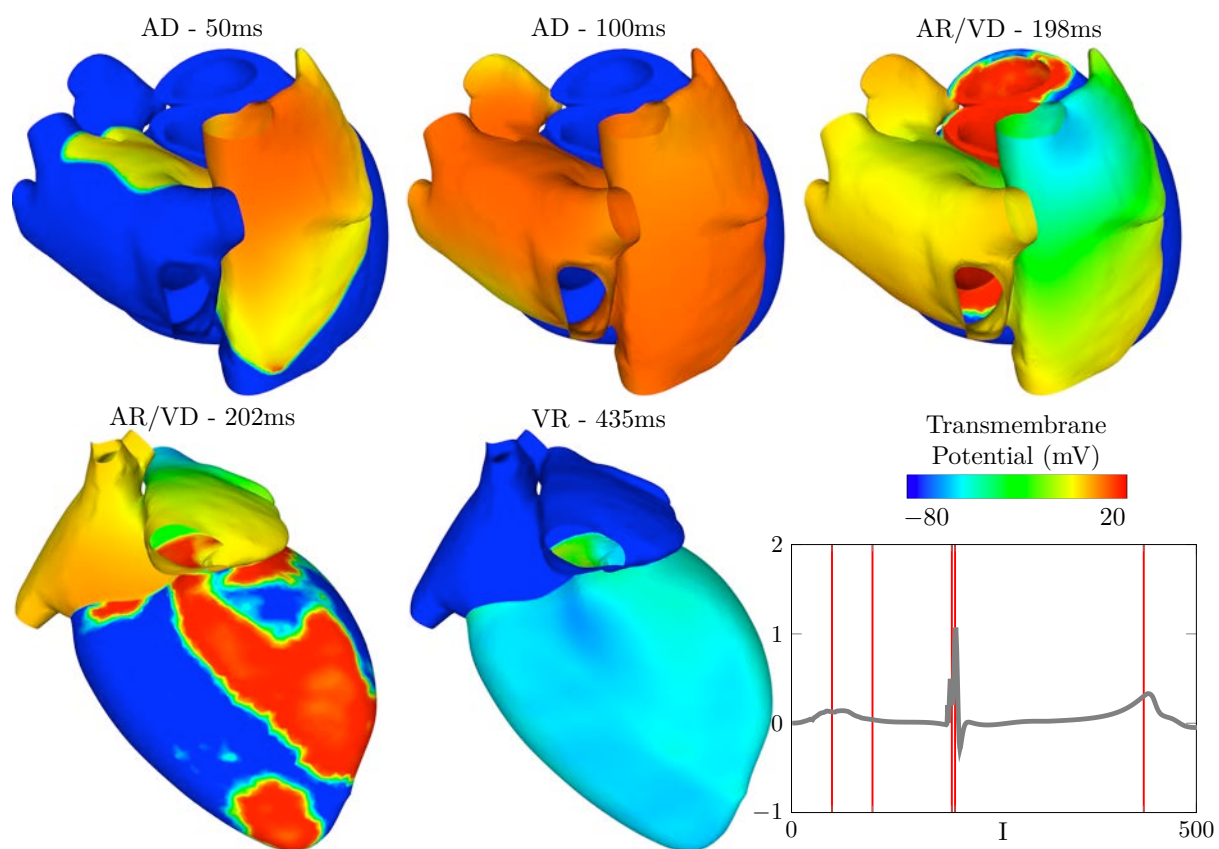 AD - 50ms
AD - 100ms
AR/VD - 198ms
AR/VD - 202ms
VR - 435ms
Transmembrane
Potential (mV)
−80
20
2
1
0
−1
0
I
500